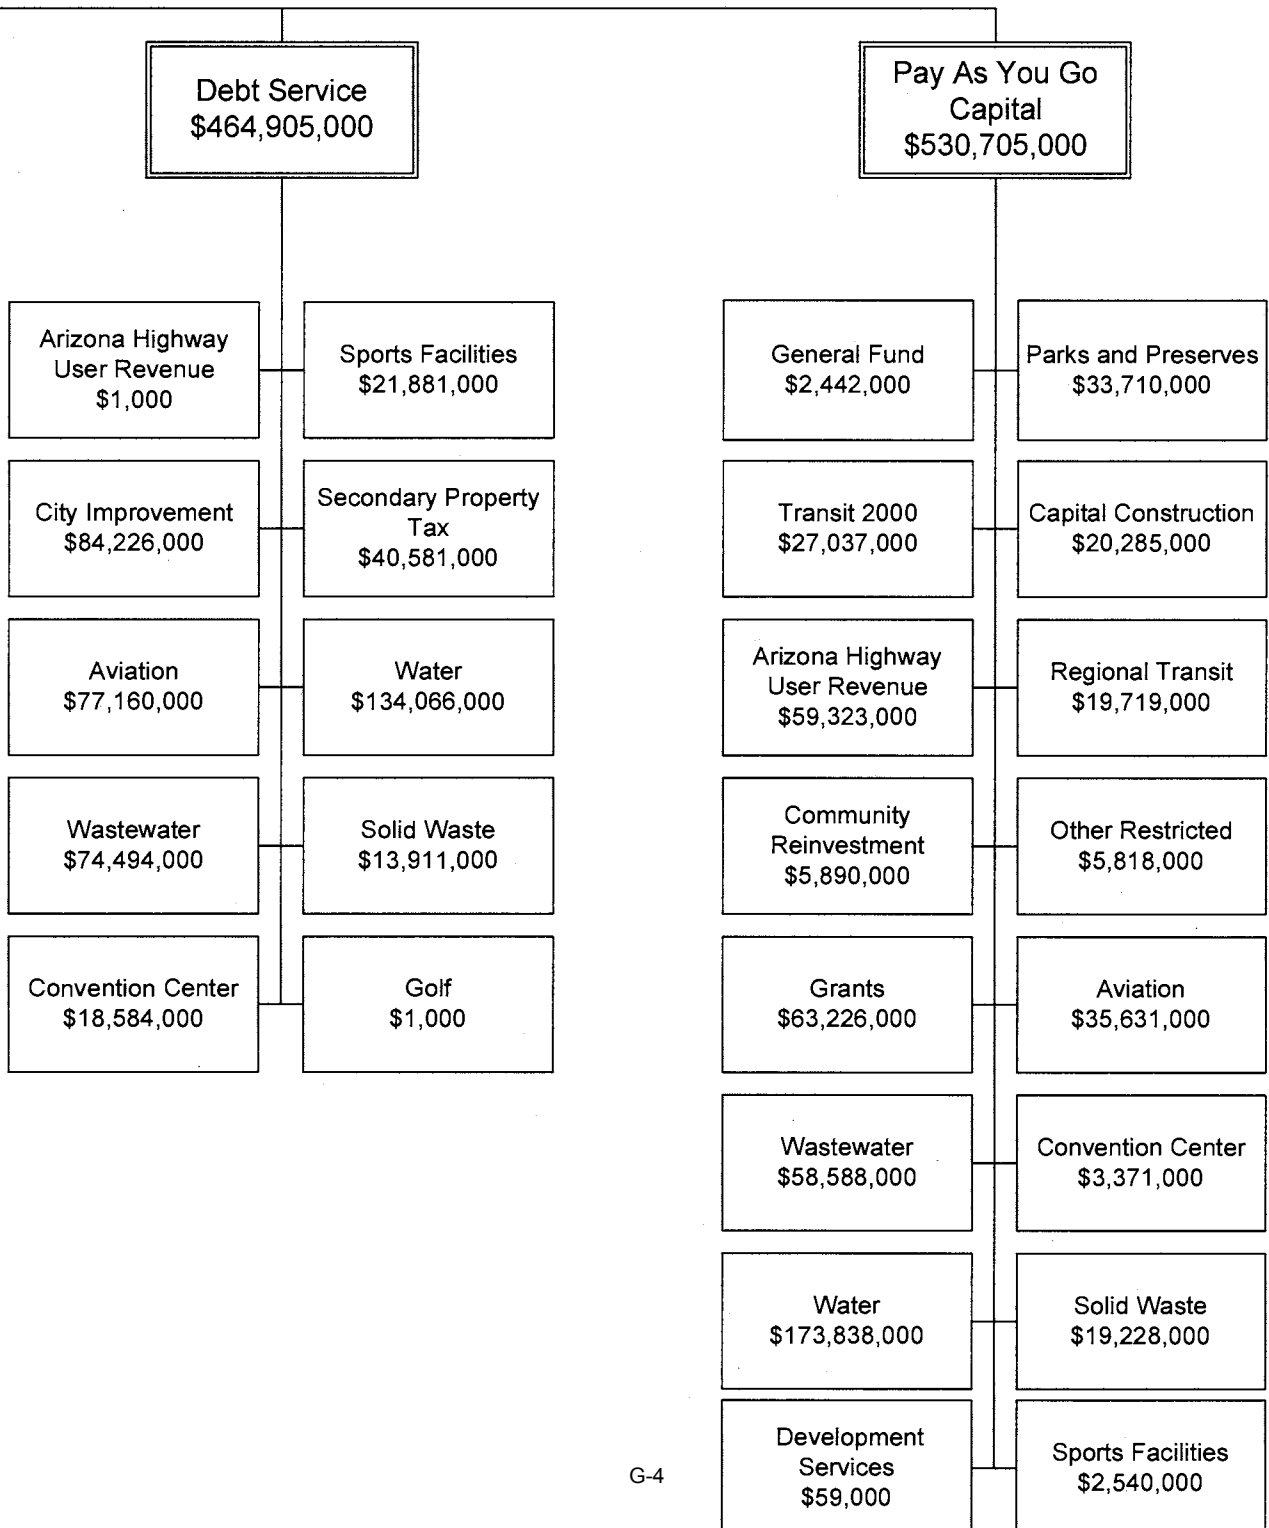 Debt Service
$464,905,000
Arizona Highway
User Revenue
$1,000
Sports Facilities
$21,881,000
City Improvement
$84,226,000
Secondary Property
Tax
$40,581,000
Aviation
$77,160,000
Water
$134,066,000
Wastewater
$74,494,000
Solid Waste
$13,911,000
Convention Center
$18,584,000
Golf
$1,000
Pay As You Go
Capital
$530,705,000
General Fund
$2,442,000
Parks and Preserves
$33,710,000
Transit 2000
$27,037,000
Capital Construction
$20,285,000
Arizona Highway
User Revenue
$59,323,000
Regional Transit
$19,719,000
Community
Reinvestment
$5,890,000
Other Restricted
$5,818,000
Grants
$63,226,000
Aviation
$35,631,000
Wastewater
$58,588,000
Convention Center
$3,371,000
Water
$173,838,000
Solid Waste
$19,228,000
Development
Services
$59,000
Sports Facilities
$2,540,000
G-4